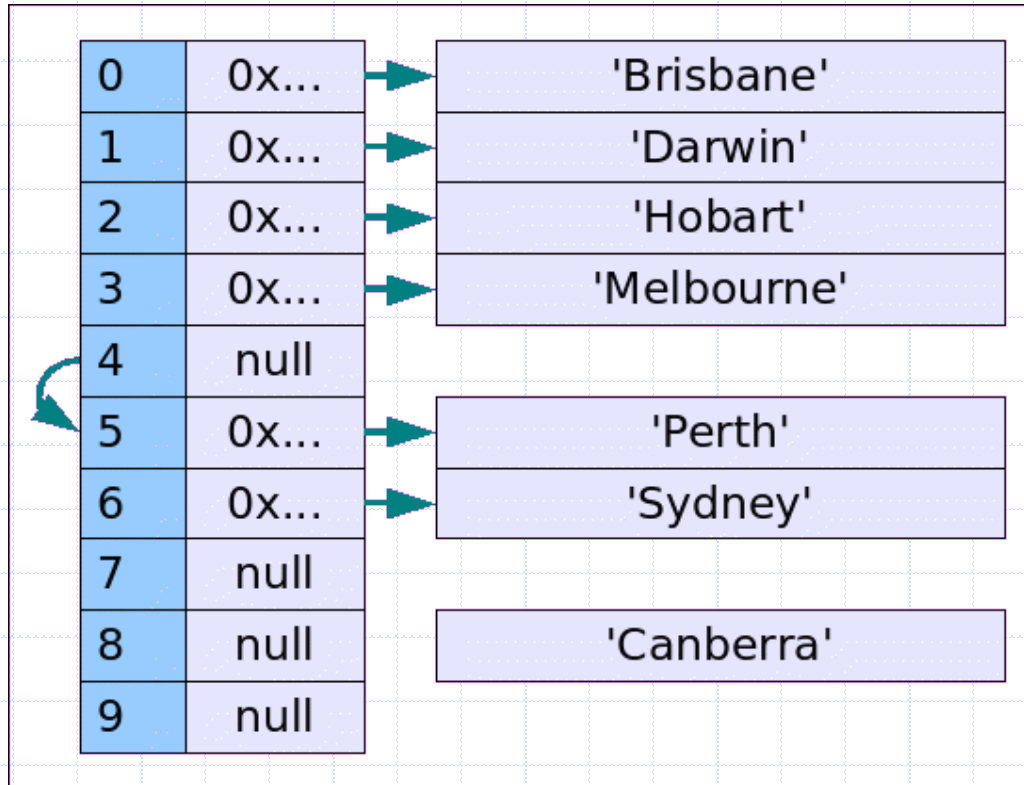 0 0x... 'Brisbane'
1 0x... 'Darwin'
2 0x... 'Hobart'
3 0x... 'Melbourne'
4 null
5 0x... 'Perth'
6 0x... 'Sydney'
7 null
8 null 'Canberra'
9 null